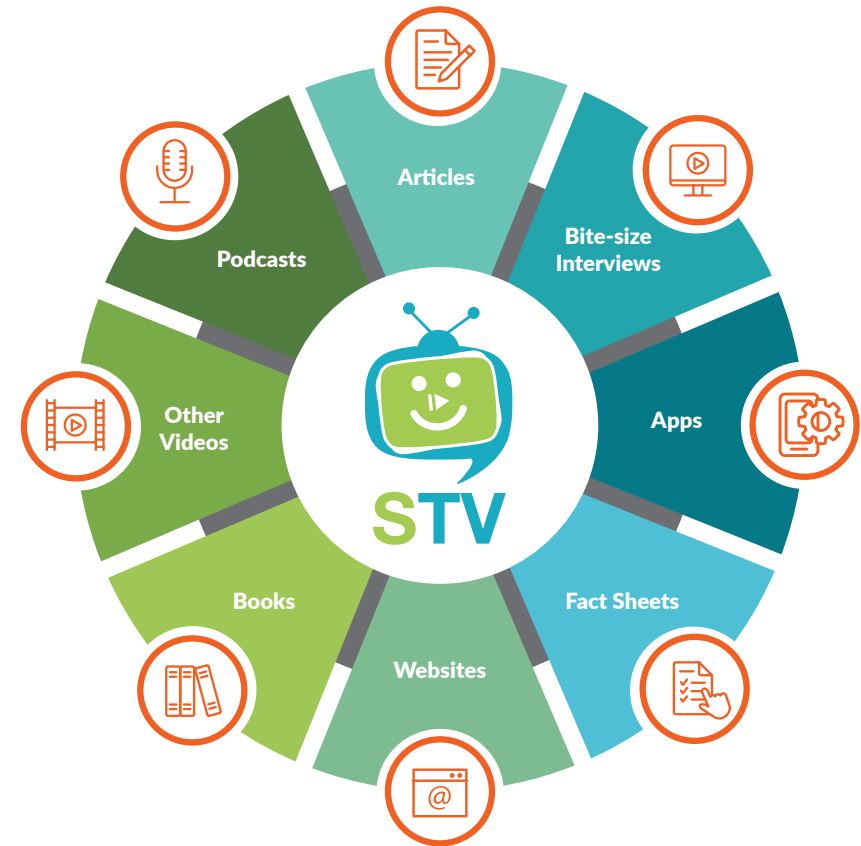 Articles
Bite-size
Interviews
Apps
Fact Sheets
Websites
@
Books
Other
Videos
Podcasts
STV